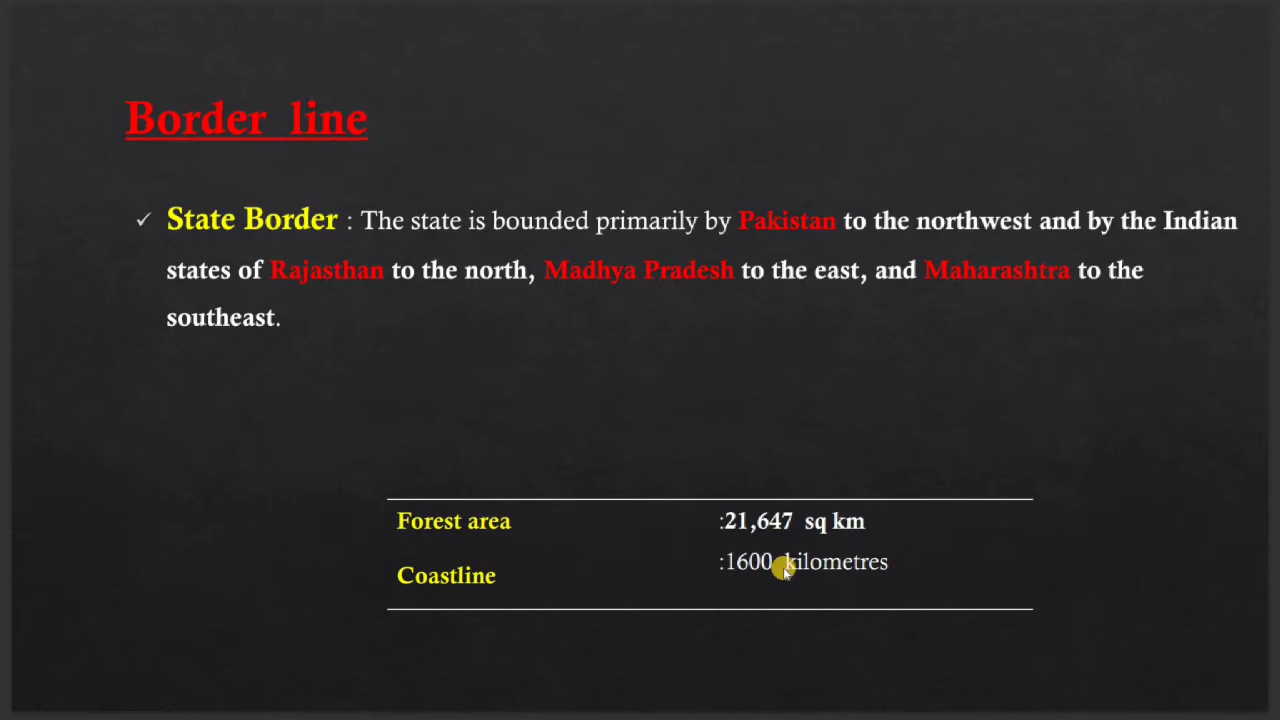 Border line
✓ State Border : The state is bounded primarily by Pakistan to the northwest and by the Indian
states of Rajasthan to the north, Madhya Pradesh to the east, and Maharashtra to the
southeast.
Forest area :21,647 sq km
Coastline :1600 kilometres